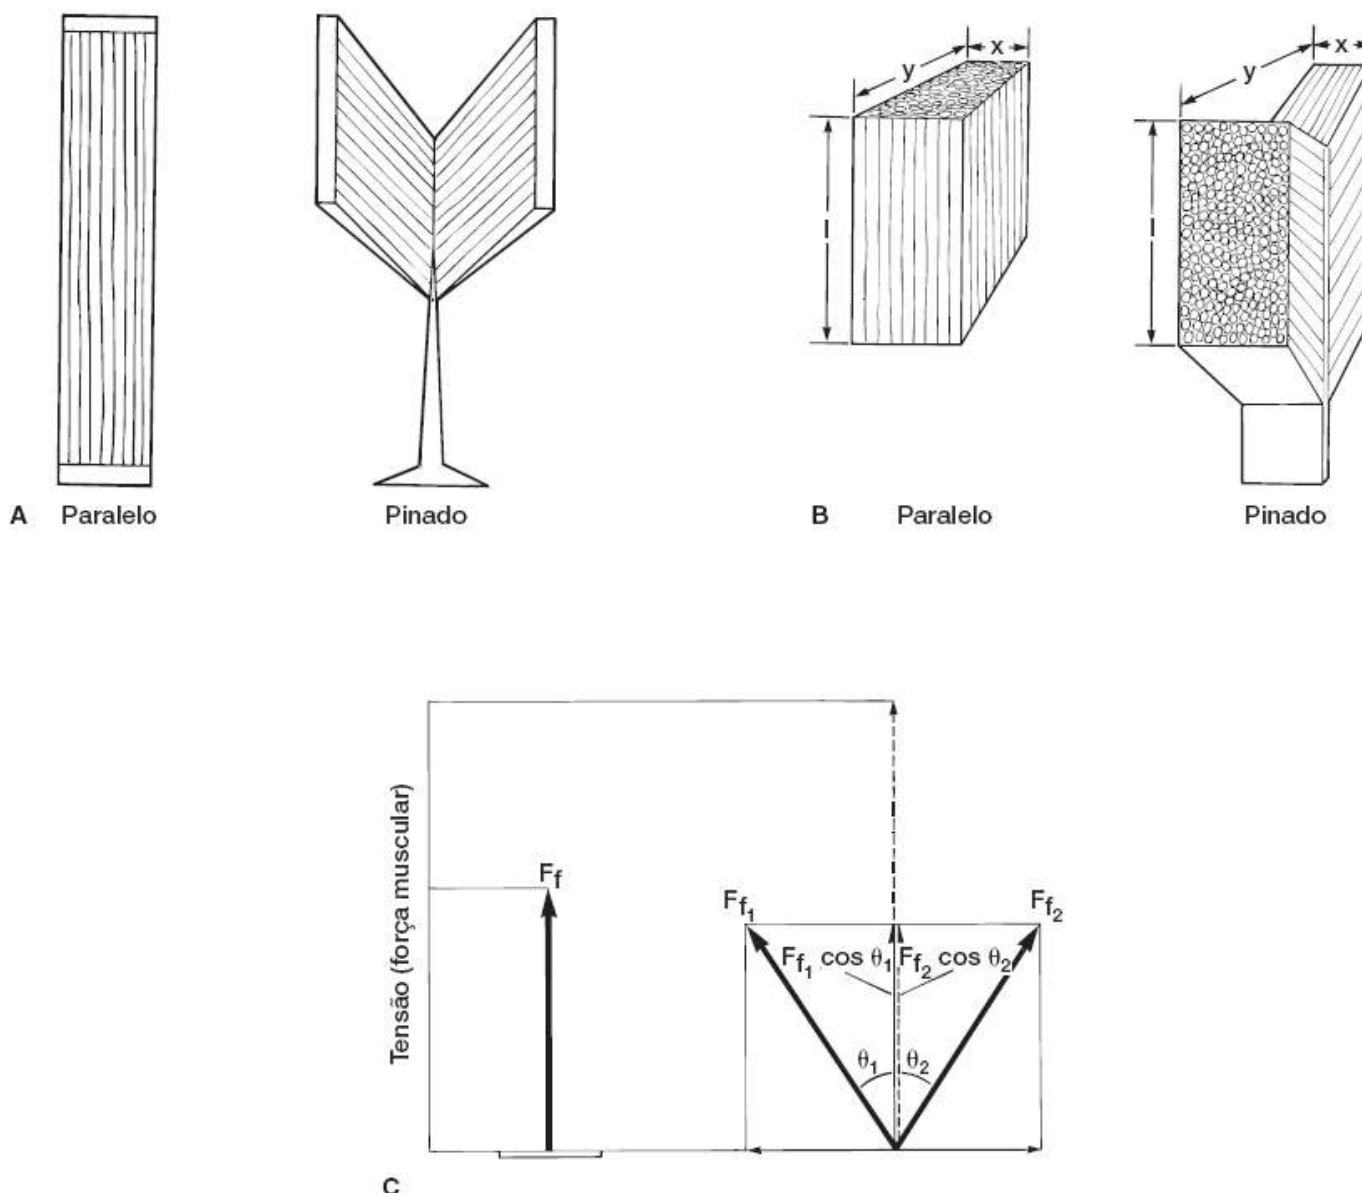 y
x
l
y
x
l
A Paralelo
Pinado
B Paralelo
Pinado
Tensão (força muscular)
Ff
Ff1
Ff2
Ff1 cos θ1
Ff2 cos θ2
θ1
θ2
C